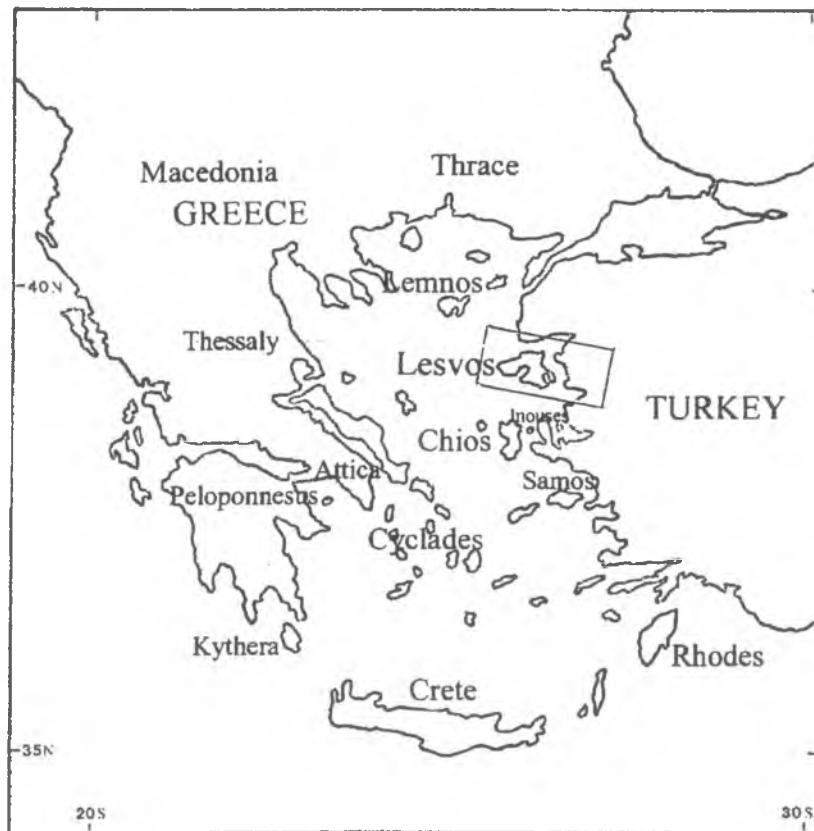 Thrace
Macedonia
GREECE
40N
Lemnos
Thessaly
Lesvos
TURKEY
Inouses
Chios
Attica
Samos
Peloponnesus
Cyclades
Kythera
Rhodes
Crete
35N
20S
30S